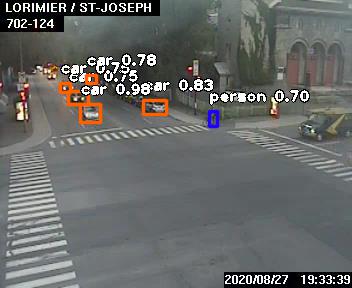 LORIMIER / ST-JOSEPH
702-124
car 0.78
car 0.75
car 0.75
car 0.98
car 0.83
person 0.70
2020/08/27 19:33:39